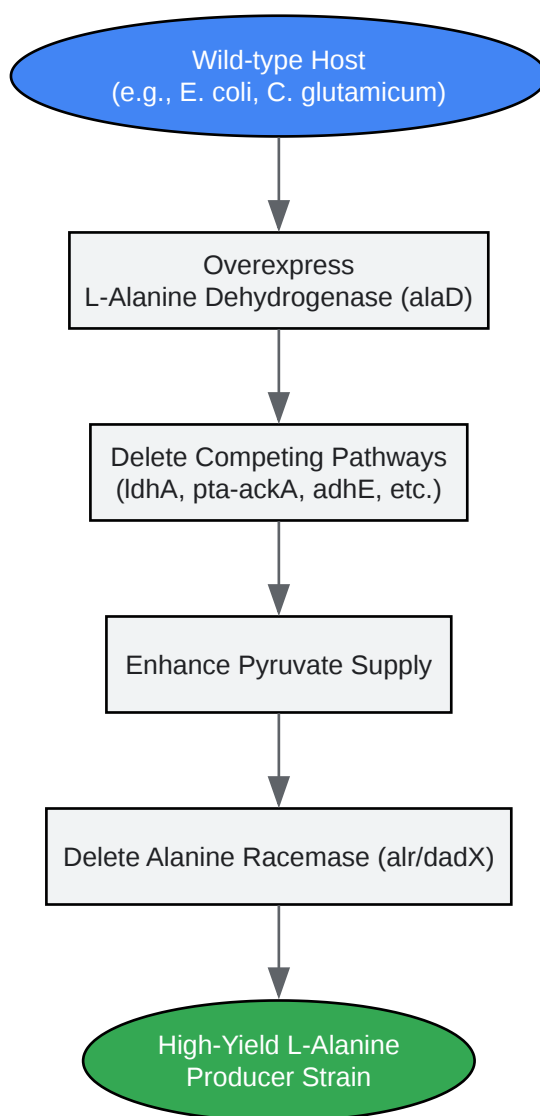 Wild-type Host
(e.g., E. coli, C. glutamicum)
Overexpress
L-Alanine Dehydrogenase (alaD)
Delete Competing Pathways
(ldhA, pta-ackA, adhE, etc.)
Enhance Pyruvate Supply
Delete Alanine Racemase (alr/dadX)
High-Yield L-Alanine
Producer Strain